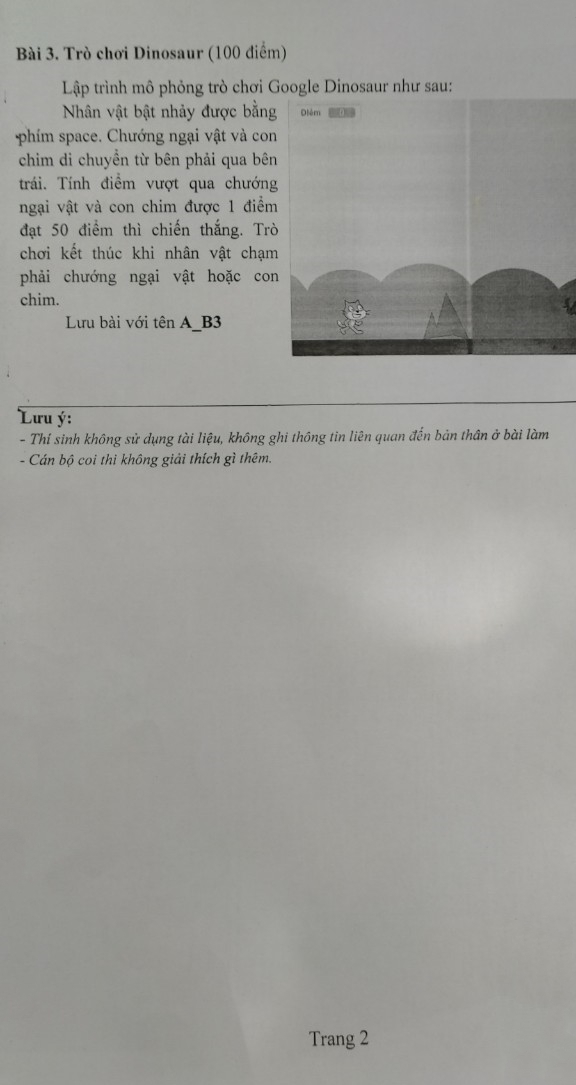 Bài 3. Trò chơi Dinosaur (100 điểm)
Lập trình mô phỏng trò chơi Google Dinosaur như sau:
Nhân vật bật nhảy được bằng
phím space. Chướng ngại vật và con
chim di chuyển từ bên phải qua bên
trái. Tính điểm vượt qua chướng
ngại vật và con chim được 1 điểm
đạt 50 điểm thì chiến thắng. Trò
chơi kết thúc khi nhân vật chạm
phải chướng ngại vật hoặc con
chim.
Lưu bài với tên A_B3
Điểm 0
Lưu ý:
- Thí sinh không sử dụng tài liệu, không ghi thông tin liên quan đến bản thân ở bài làm
- Cán bộ coi thi không giải thích gì thêm.
Trang 2